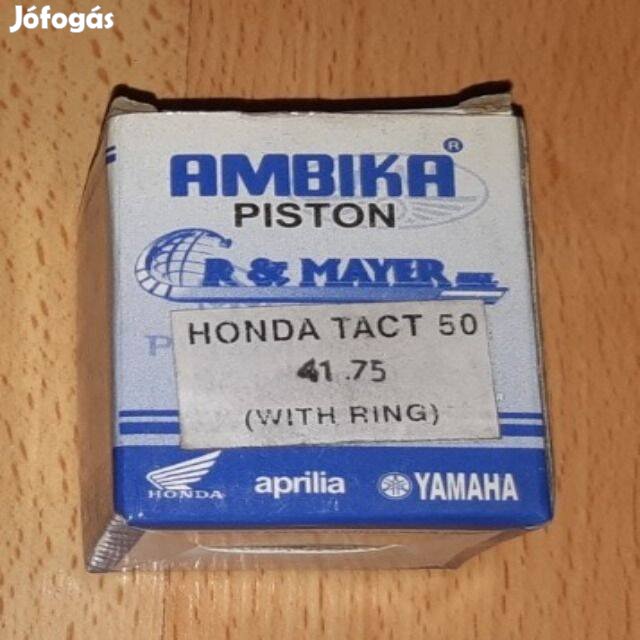 Jófogás
AMBIKA®
PISTON
R & MAYER
HONDA TACT 50
41.75
(WITH RING)
HONDA
aprilia
YAMAHA